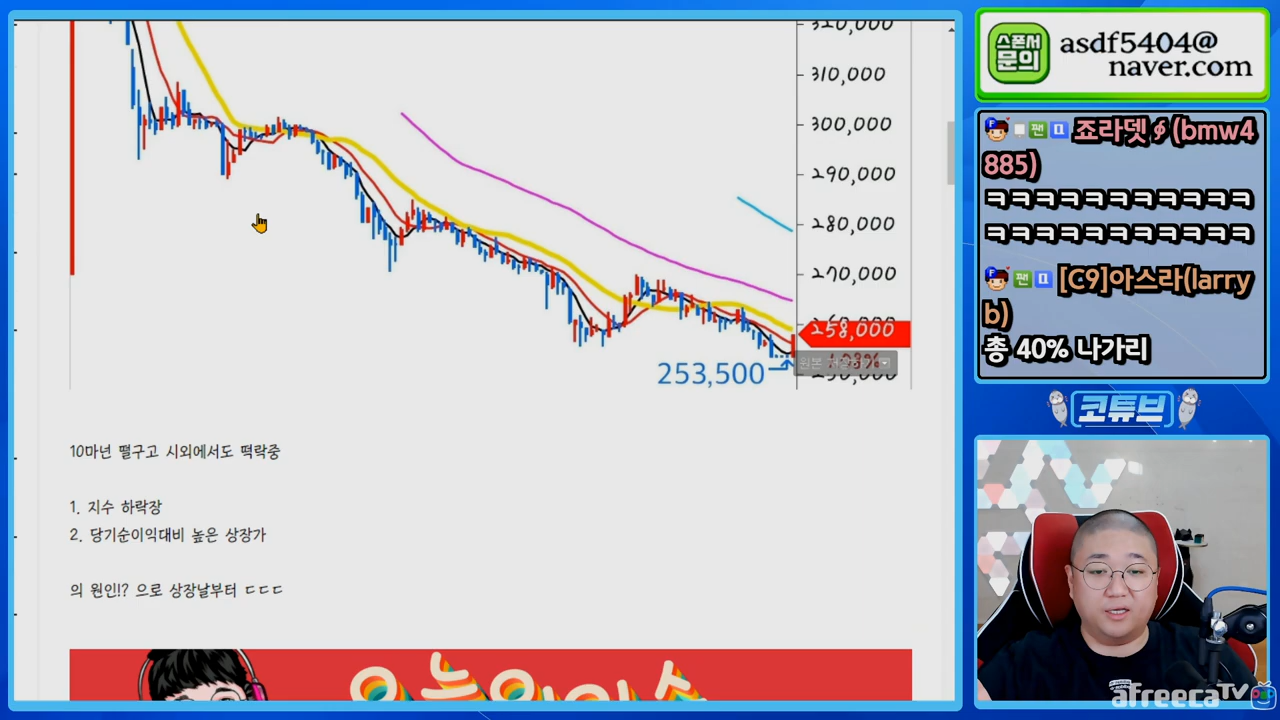 310,000
300,000
290,000
280,000
270,000
258,000
253,500
10마넌 떨구고 시외에서도 떡락중
1. 지수 하락장
2. 당기순이익대비 높은 상장가
의 원인!? 으로 상장날부터 ㄷㄷㄷ
스폰서
문의
asdf5404@
naver.com
팬 죠라뎃∮(bmw4
885)
ㅋㅋㅋㅋㅋㅋㅋㅋㅋㅋㅋ
ㅋㅋㅋㅋㅋㅋㅋㅋㅋㅋㅋ
팬 [C9]아스라(larry
b)
총 40% 나가리
코튜브
afreecaTV